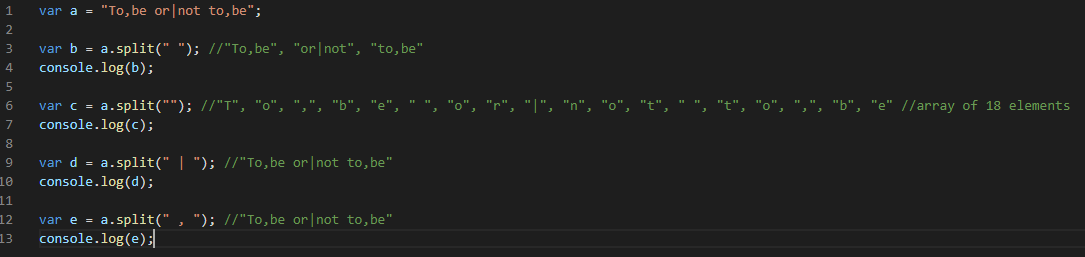 1 var a = "To,be or|not to,be";
2
3 var b = a.split(" "); //"To,be", "or|not", "to,be"
4 console.log(b);
5
6 var c = a.split(""); //"T", "o", ",", "b", "e", " ", "o", "r", "|", "n", "o", "t", " ", "t", "o", ",", "b", "e" //array of 18 elements
7 console.log(c);
8
9 var d = a.split(" | "); //"To,be or|not to,be"
10 console.log(d);
11
12 var e = a.split(" , "); //"To,be or|not to,be"
13 console.log(e);